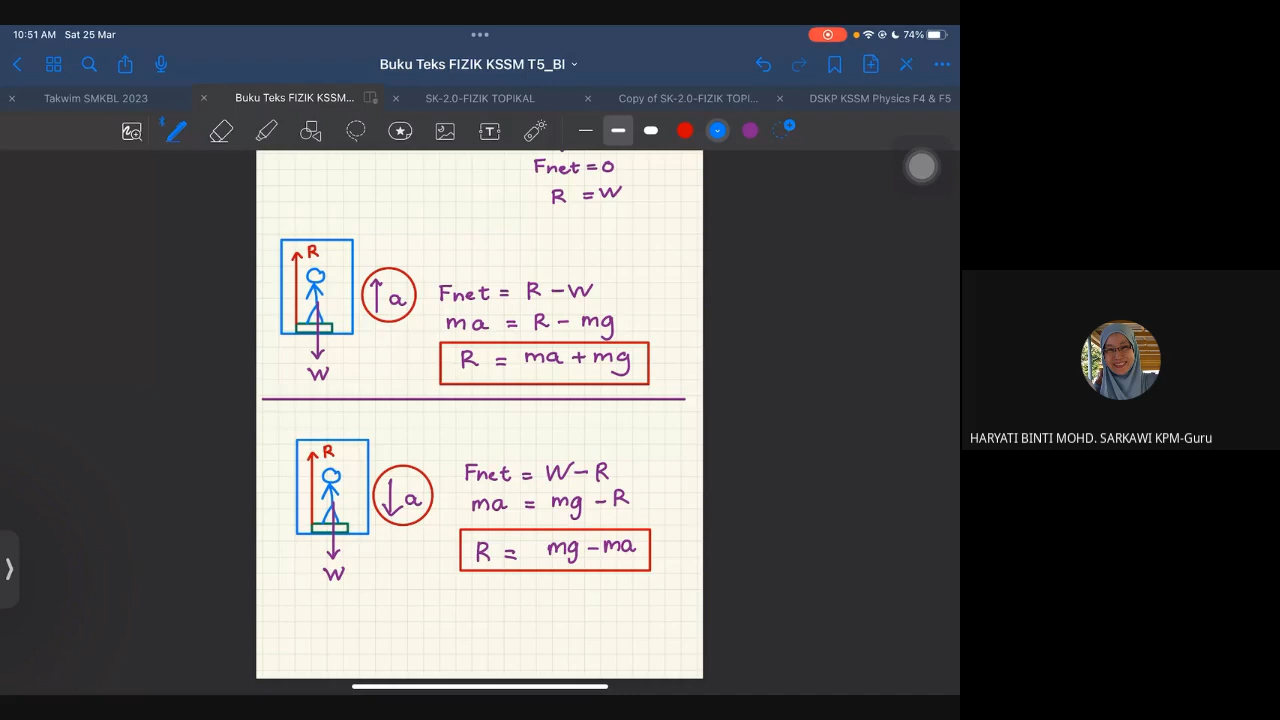 10:51 AM Sat 25 Mar
74%
Buku Teks FIZIK KSSM T5_BI
Takwim SMKBL 2023
Buku Teks FIZIK KSSM...
SK-2.0-FIZIK TOPIKAL
Copy of SK-2.0-FIZIK TOPI...
DSKP KSSM Physics F4 & F5
Fnet = 0
R = W
R
a
W
Fnet = R - W
ma = R - mg
R = ma + mg
R
a
W
Fnet = W - R
ma = mg - R
R = mg - ma
HARYATI BINTI MOHD. SARKAWI KPM-Guru